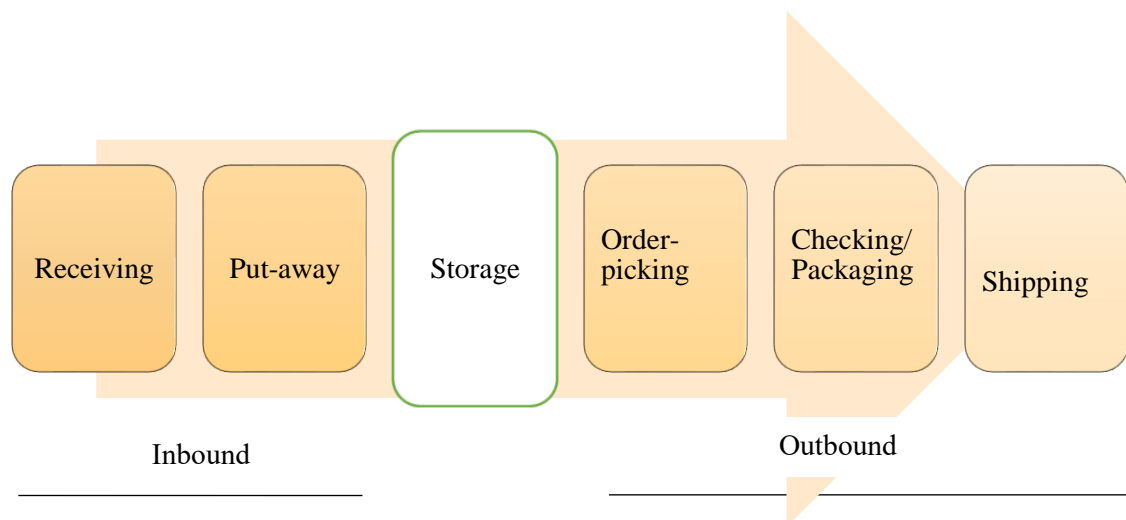 Receiving
Put-away
Storage
Order-
picking
Checking/
Packaging
Shipping
Inbound
Outbound